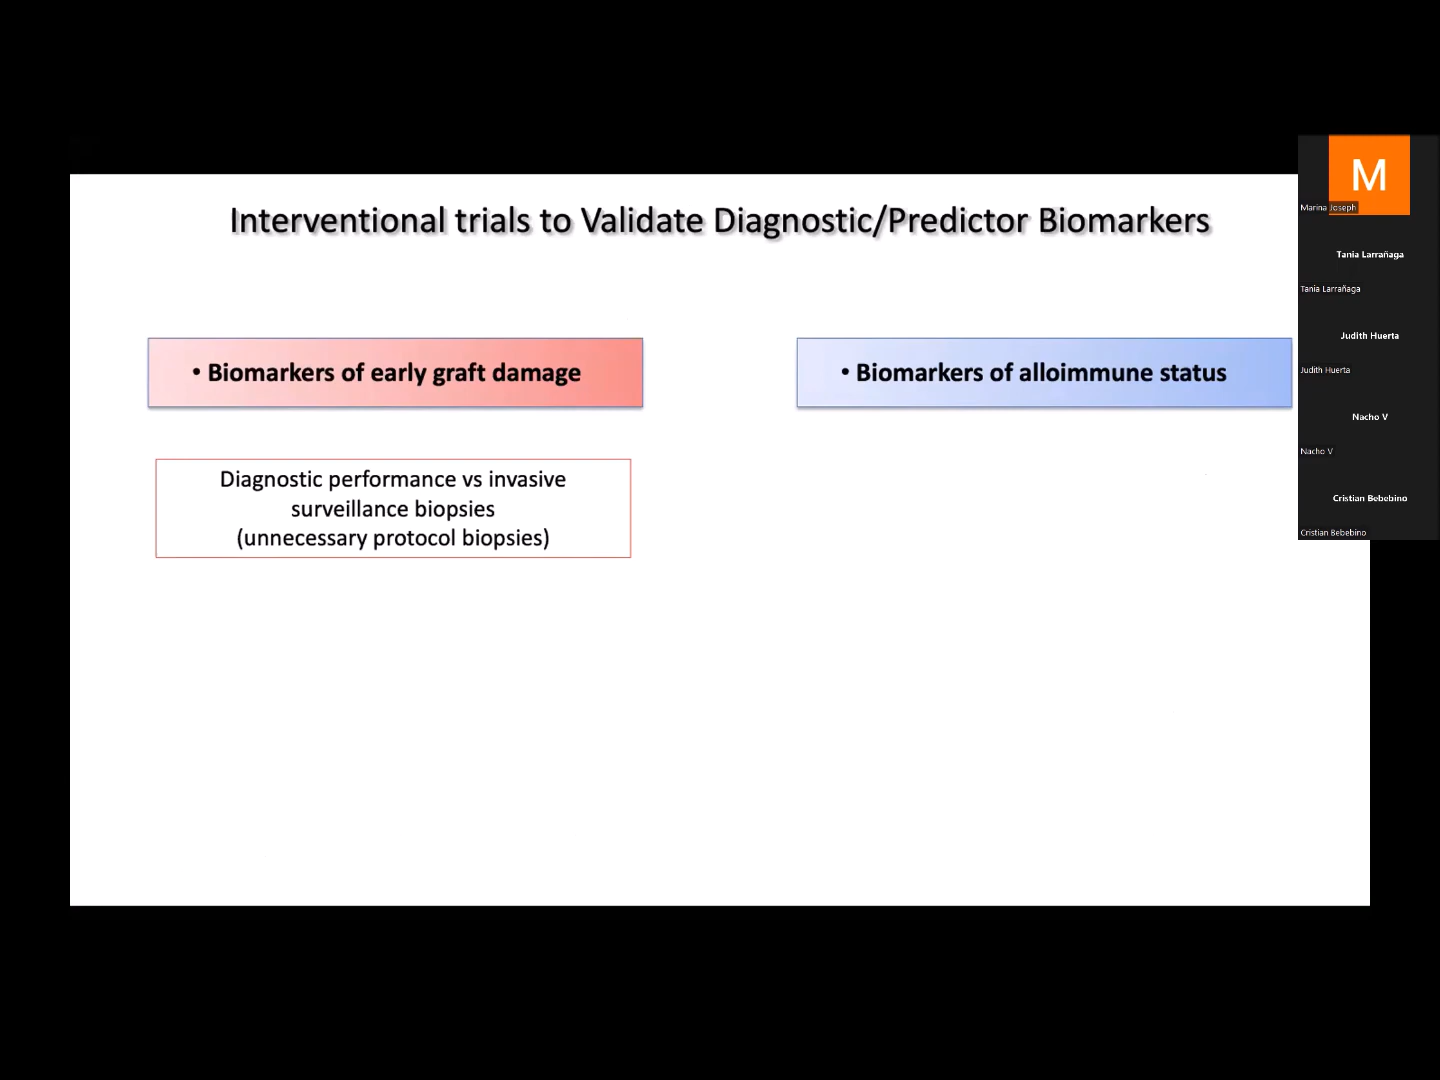 Interventional trials to Validate Diagnostic/Predictor Biomarkers
• Biomarkers of early graft damage
• Biomarkers of alloimmune status
Diagnostic performance vs invasive
surveillance biopsies
(unnecessary protocol biopsies)
M
Marina Joseph
Tania Larrañaga
Tania Larrañaga
Judith Huerta
Judith Huerta
Nacho V
Nacho V
Cristian Bebebino
Cristian Bebebino